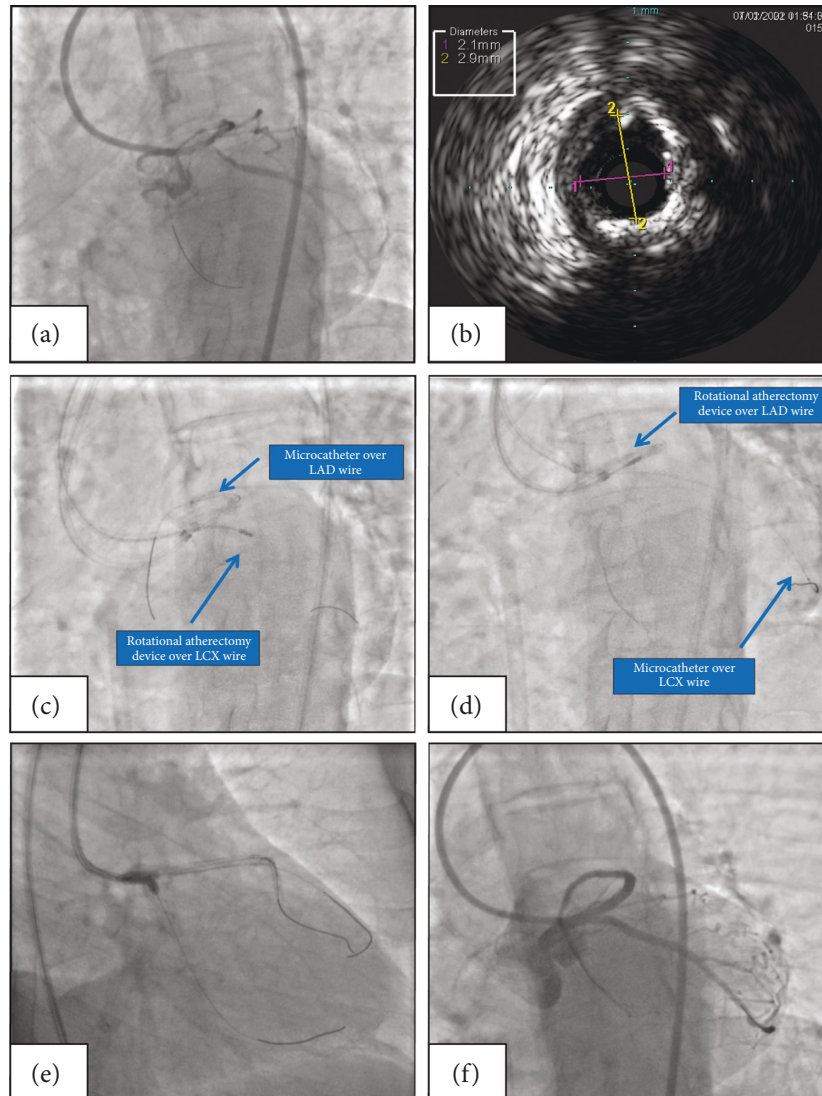 1 mm
015
Diameters
1 2.1mm
2 2.9mm
2
1
1
2
(a)
(b)
Microcatheter over
LAD wire
Rotational atherectomy
device over LCX wire
(c)
Rotational atherectomy
device over LAD wire
Microcatheter over
LCX wire
(d)
(e)
(f)